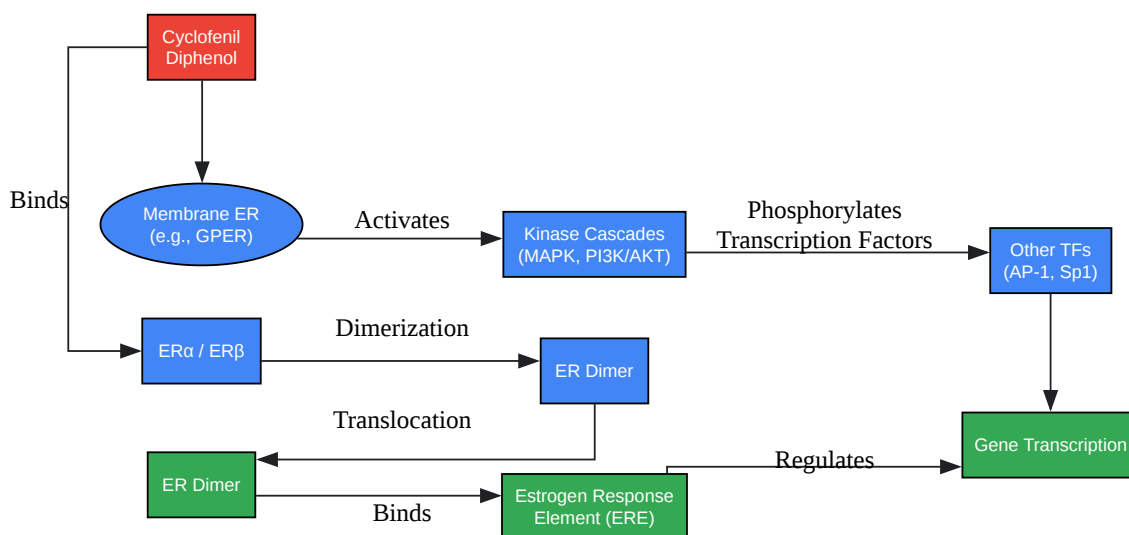 Cyclofenil
Diphenol
Binds
Membrane ER
(e.g., GPER)
Activates
Kinase Cascades
(MAPK, PI3K/AKT)
Phosphorylates
Transcription Factors
Other TFs
(AP-1, Sp1)
ERα / ERβ
Dimerization
ER Dimer
Translocation
Gene Transcription
ER Dimer
Binds
Estrogen Response
Element (ERE)
Regulates